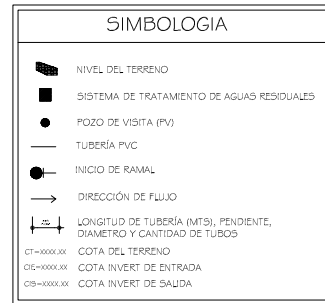 SIMBOLOGIA
NIVEL DEL TERRENO
SISTEMA DE TRATAMIENTO DE AGUAS RESIDUALES
POZO DE VISITA (PV)
TUBERÍA PVC
INICIO DE RAMAL
DIRECCIÓN DE FLUJO
LONGITUD DE TUBERÍA (MTS), PENDIENTE,
DIAMETRO Y CANTIDAD DE TUBOS
CT=XXXX.XX COTA DEL TERRENO
CIE=XXXX.XX COTA INVERT DE ENTRADA
CIS=XXXX.XX COTA INVERT DE SALIDA